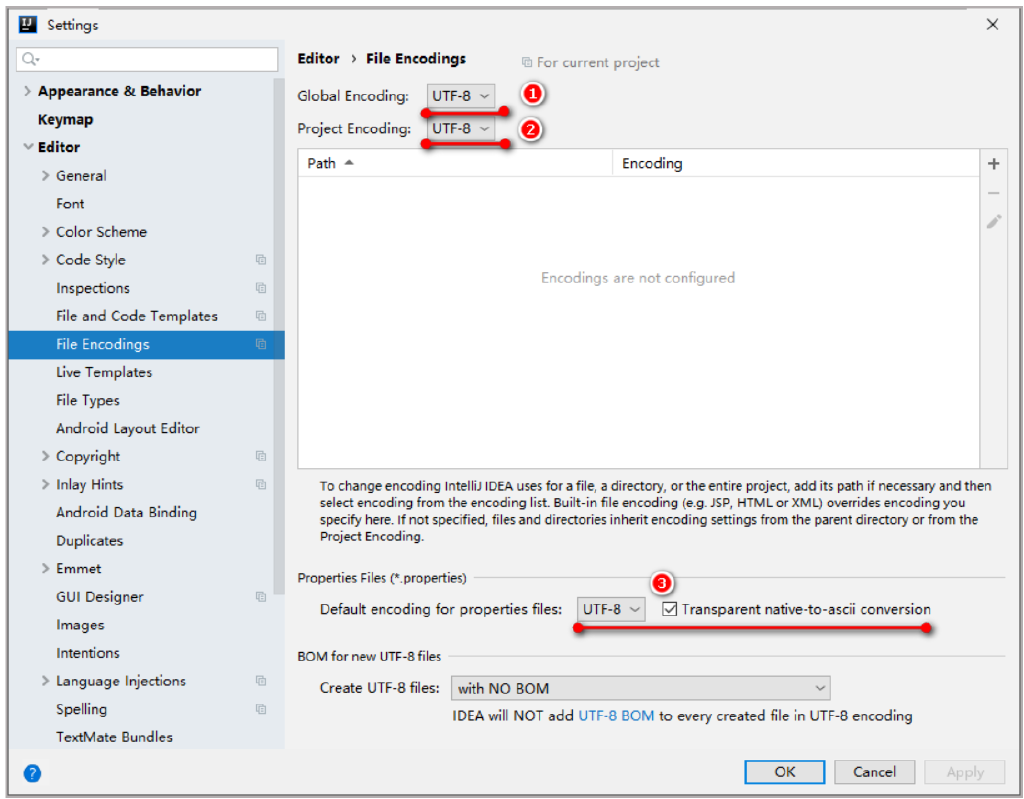 Settings
Editor › File Encodings
For current project
Appearance & Behavior
Keymap
Editor
General
Font
Color Scheme
Code Style
Inspections
File and Code Templates
File Encodings
Live Templates
File Types
Android Layout Editor
Copyright
Inlay Hints
Android Data Binding
Duplicates
Emmet
GUI Designer
Images
Intentions
Language Injections
Spelling
TextMate Bundles
Global Encoding: UTF-8 1
Project Encoding: UTF-8 2
Path Encoding
Encodings are not configured
To change encoding IntelliJ IDEA uses for a file, a directory, or the entire project, add its path if necessary and then
select encoding from the encoding list. Built-in file encoding (e.g. JSP, HTML or XML) overrides encoding you
specify here. If not specified, files and directories inherit encoding settings from the parent directory or from the
Project Encoding.
Properties Files (*.properties)
3
Default encoding for properties files: UTF-8 Transparent native-to-ascii conversion
BOM for new UTF-8 files
Create UTF-8 files: with NO BOM
IDEA will NOT add UTF-8 BOM to every created file in UTF-8 encoding
? OK Cancel Apply